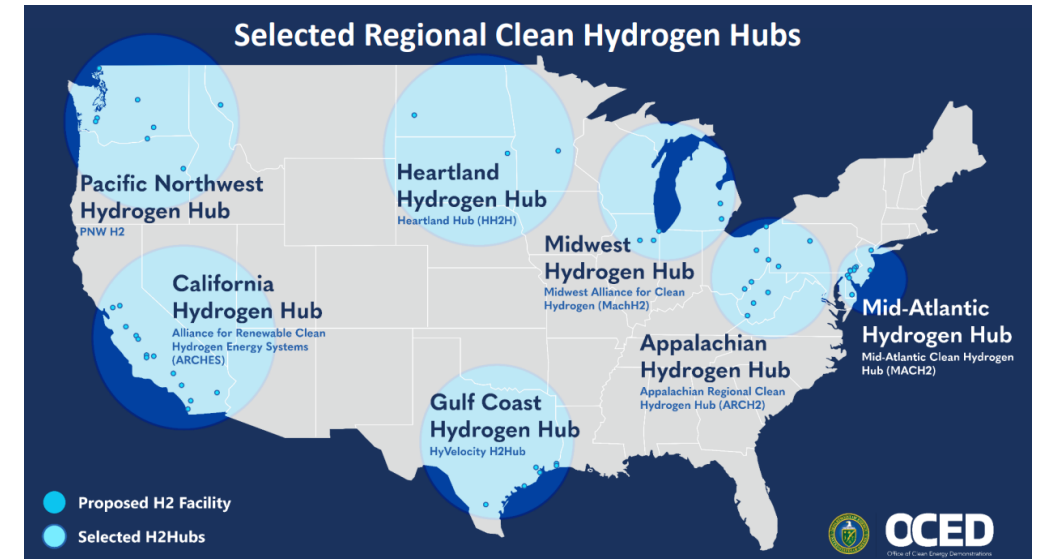 Selected Regional Clean Hydrogen Hubs
Pacific Northwest
Hydrogen Hub
PNW H2
Heartland
Hydrogen Hub
Heartland Hub (HH2H)
Midwest
Hydrogen Hub
Midwest Alliance for Clean
Hydrogen (MachH2)
California
Hydrogen Hub
Alliance for Renewable Clean
Hydrogen Energy Systems
(ARCHES)
Mid-Atlantic
Hydrogen Hub
Mid-Atlantic Clean Hydrogen
Hub (MACH2)
Appalachian
Hydrogen Hub
Appalachian Regional Clean
Hydrogen Hub (ARCH2)
Gulf Coast
Hydrogen Hub
HyVelocity H2Hub
Proposed H2 Facility
Selected H2Hubs
OCED
Office of Clean Energy Demonstrations